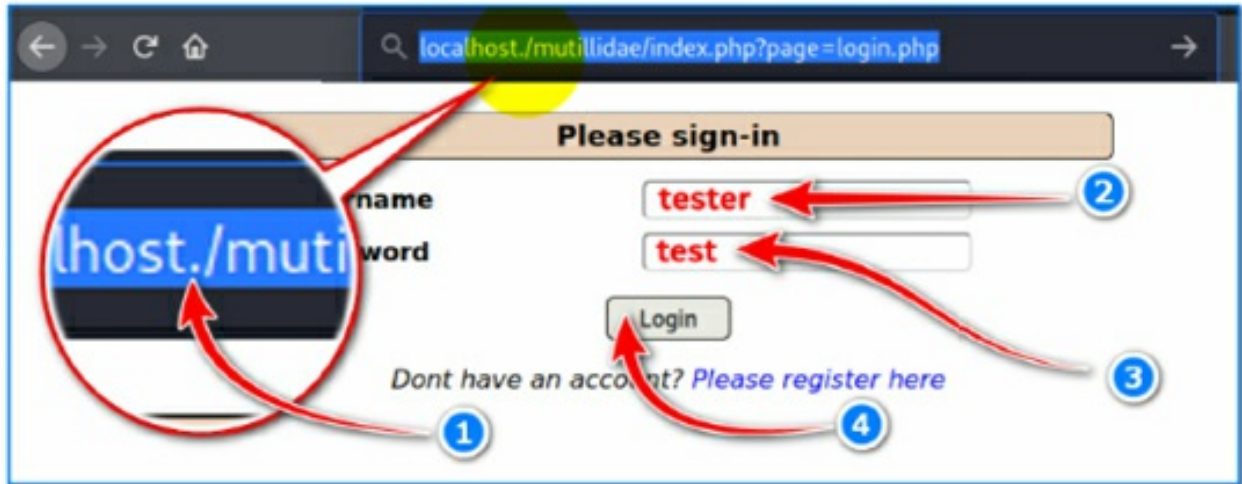 localhost./mutillidae/index.php?page=login.php
Please sign-in
rname tester 2
lhost./muti word test
Login
Dont have an account? Please register here 3
1 4